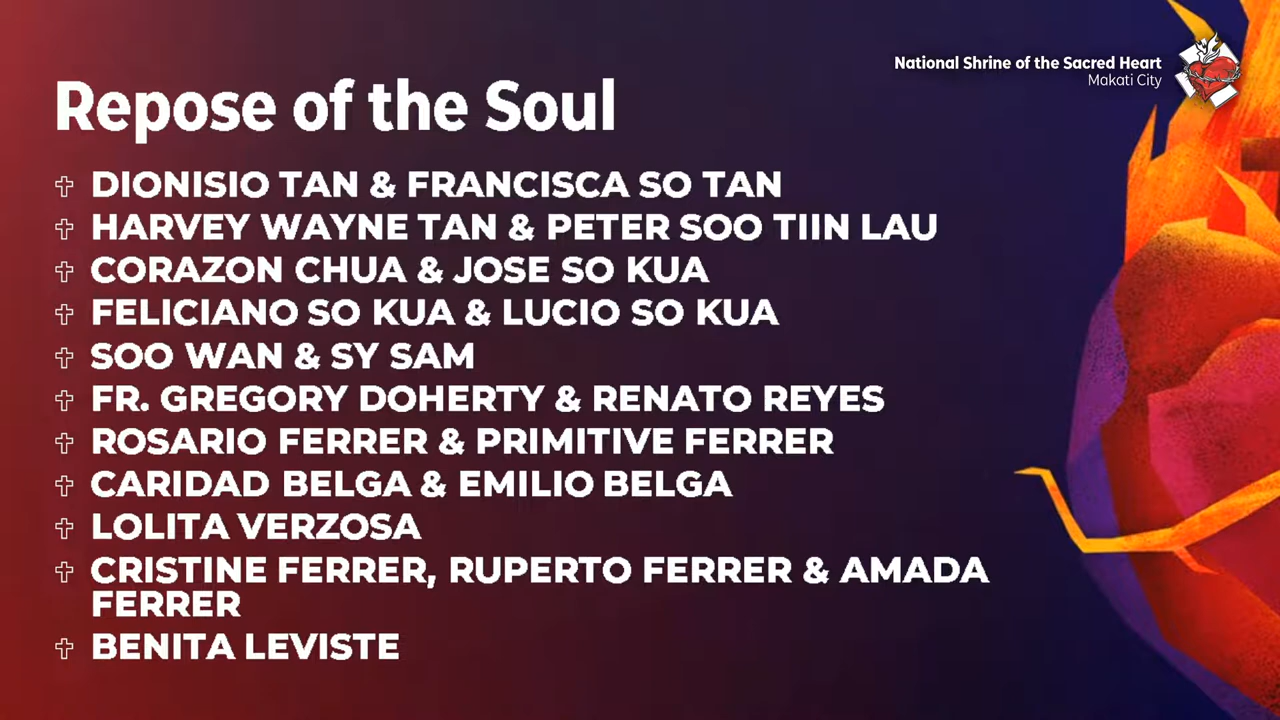 National Shrine of the Sacred Heart
Makati City
Repose of the Soul
DIONISIO TAN & FRANCISCA SO TAN
HARVEY WAYNE TAN & PETER SOO TIIN LAU
CORAZON CHUA & JOSE SO KUA
FELICIANO SO KUA & LUCIO SO KUA
SOO WAN & SY SAM
FR. GREGORY DOHERTY & RENATO REYES
ROSARIO FERRER & PRIMITIVE FERRER
CARIDAD BELGA & EMILIO BELGA
LOLITA VERZOSA
CRISTINE FERRER, RUPERTO FERRER & AMADA
FERRER
BENITA LEVISTE